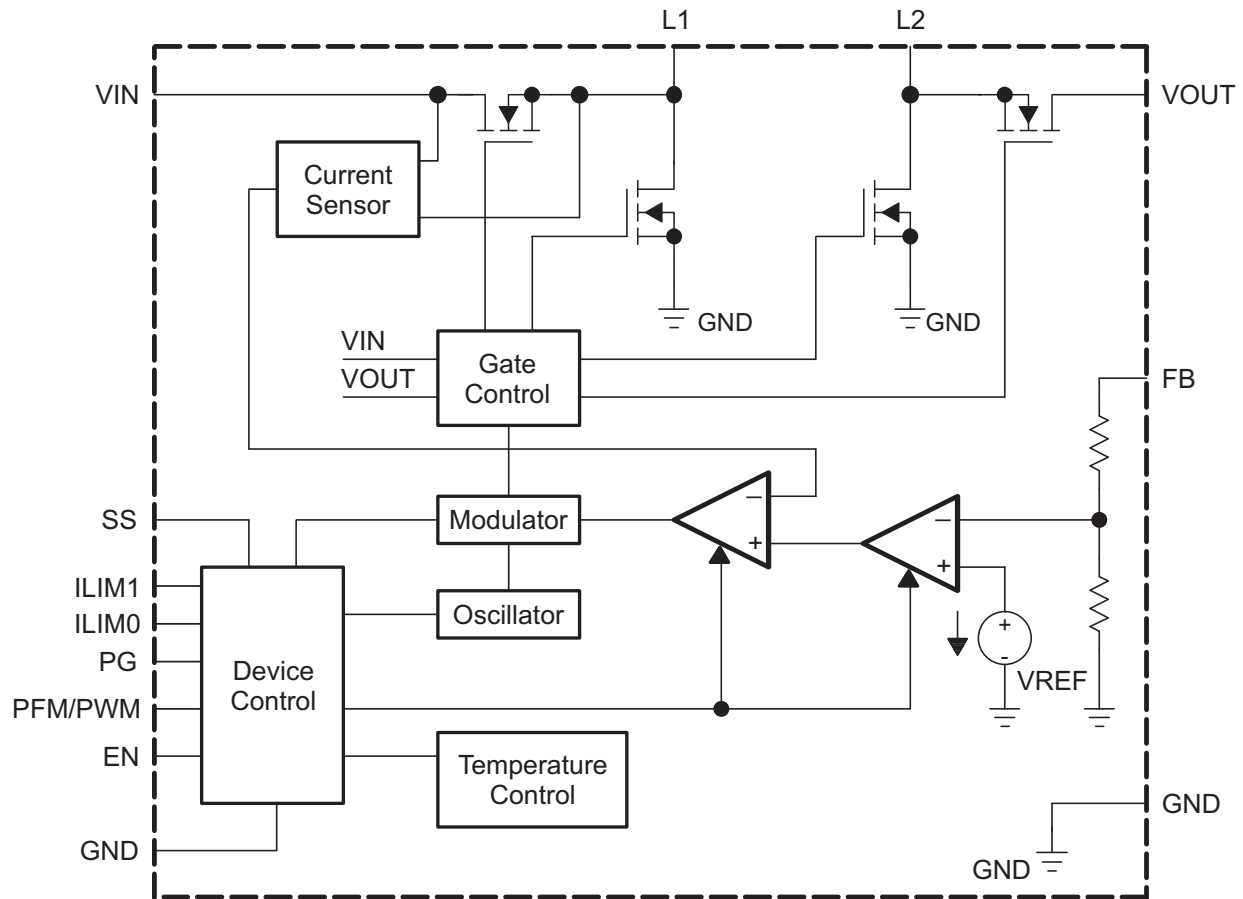 L1
L2
VIN
VOUT
Current
Sensor
GND
GND
VIN
VOUT
Gate
Control
FB
SS
Modulator
–
+
–
+
ILIM1
ILIM0
Oscillator
PG
Device
Control
+
-
VREF
PFM/PWM
EN
Temperature
Control
GND
GND
GND